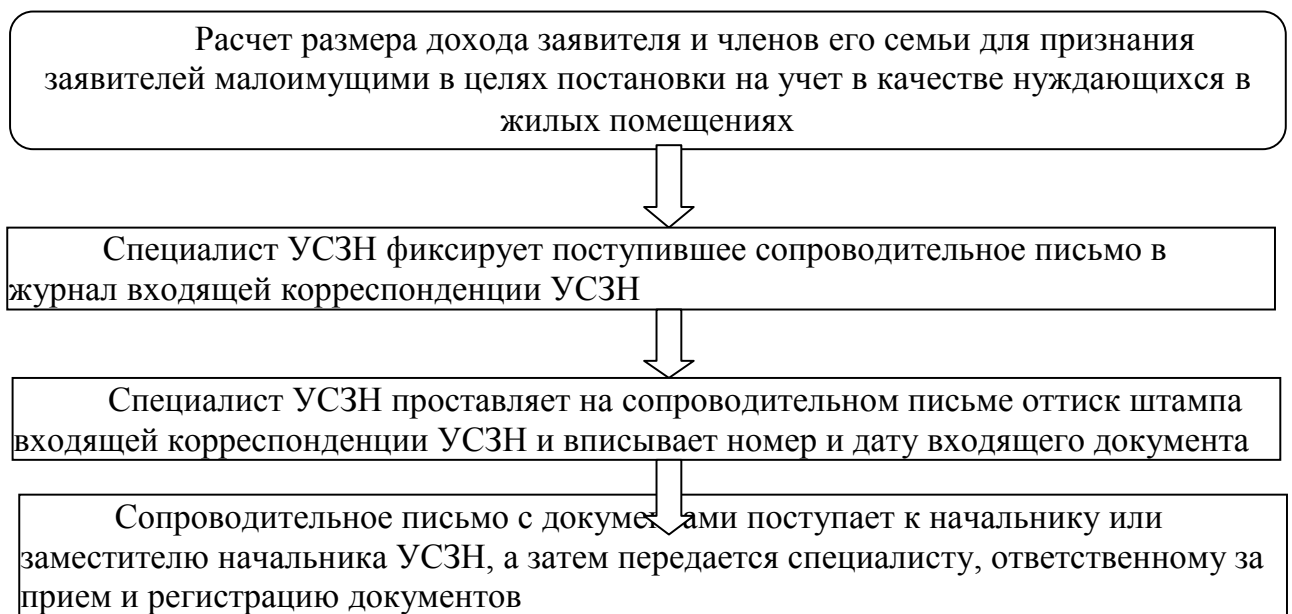 Расчет размера дохода заявителя и членов его семьи для признания
заявителей малоимущими в целях постановки на учет в качестве нуждающихся в
жилых помещениях
Специалист УСЗН фиксирует поступившее сопроводительное письмо в
журнал входящей корреспонденции УСЗН
Специалист УСЗН проставляет на сопроводительном письме оттиск штампа
входящей корреспонденции УСЗН и вписывает номер и дату входящего документа
Сопроводительное письмо с документами поступает к начальнику или
заместителю начальника УСЗН, а затем передается специалисту, ответственному за
прием и регистрацию документов